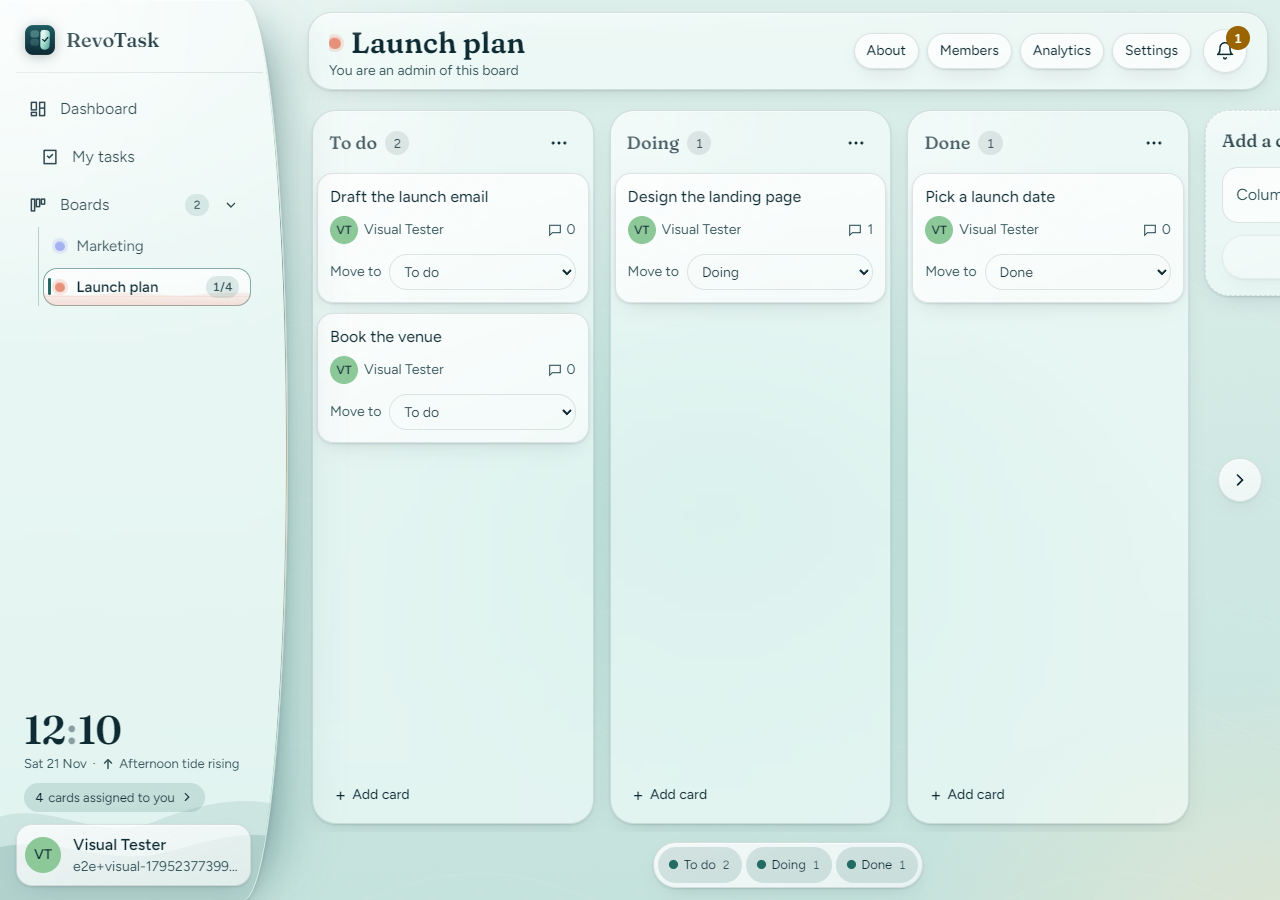 RevoTask
Dashboard
My tasks
Boards 2
Marketing
Launch plan 1/4
12:10
Sat 21 Nov · ↑ Afternoon tide rising
4 cards assigned to you
VT Visual Tester
e2e+visual-17952377399...
Launch plan
You are an admin of this board
About Members Analytics Settings 1
To do 2
Draft the launch email
VT Visual Tester 0
Move to To do
Book the venue
VT Visual Tester 0
Move to To do
+ Add card
Doing 1
Design the landing page
VT Visual Tester 1
Move to Doing
+ Add card
Done 1
Pick a launch date
VT Visual Tester 0
Move to Done
+ Add card
Add a
To do 2 Doing 1 Done 1